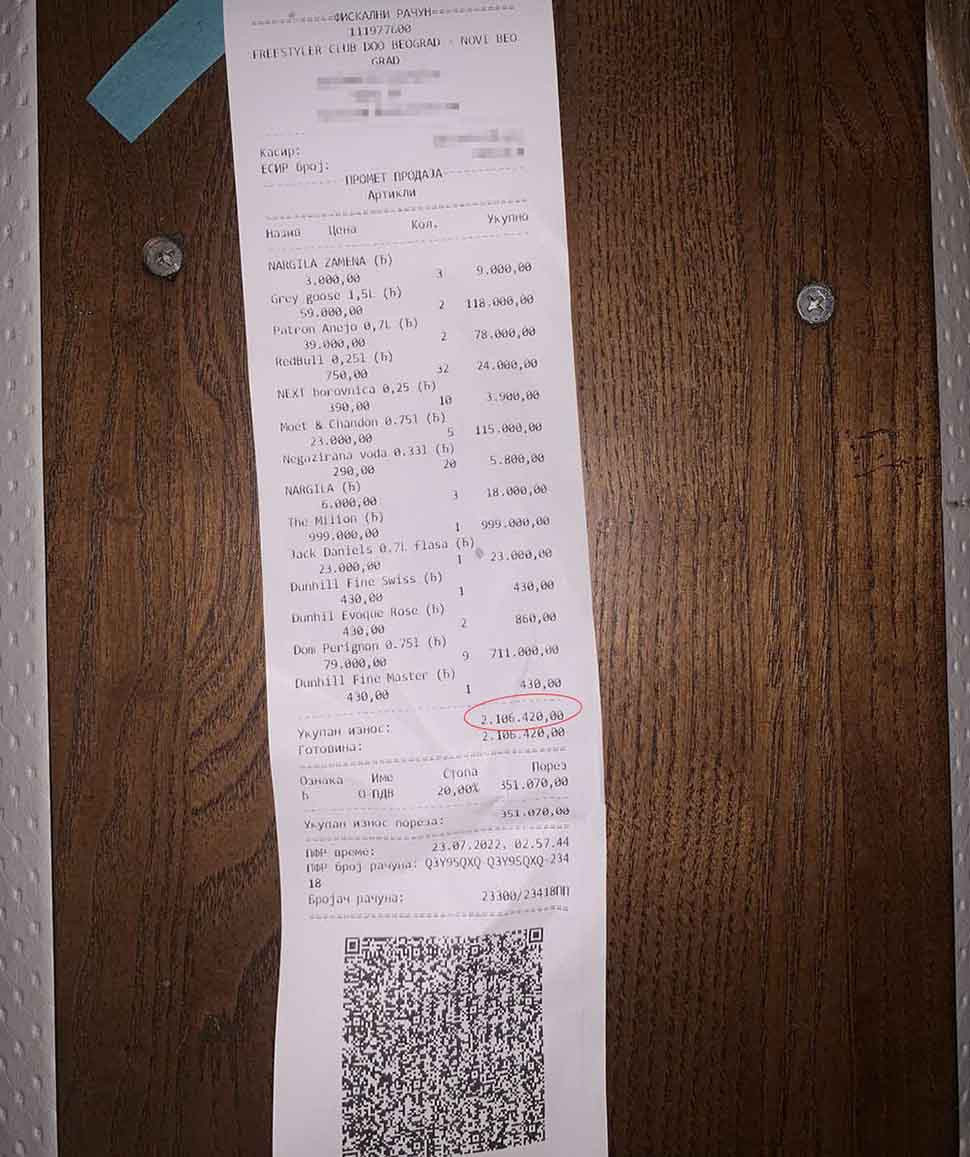 ============ФИСКАЛНИ РАЧУН============
111977600
FREESTYLER CLUB DOO BEOGRAD - NOVI BEO
GRAD
Касир:
ЕСИР број:
ПРОМЕТ ПРОДАЈА
Артикли
Назив Цена Кол. Укупно
NARGILA ZAMENA (Ђ)
3.000,00 3 9.000,00
Grey goose 1,5L (Ђ)
59.000,00 2 118.000,00
Patron Anejo 0,7L (Ђ)
39.000,00 2 78.000,00
RedBull 0,25l (Ђ)
750,00 32 24.000,00
NEXT borovnica 0,25 (Ђ)
390,00 10 3.900,00
Moet & Chandon 0.75l (Ђ)
23.000,00 5 115.000,00
Negazirana voda 0.33l (Ђ)
290,00 20 5.800,00
NARGILA (Ђ)
6.000,00 3 18.000,00
The Milion (Ђ)
999.000,00 1 999.000,00
Jack Daniels 0.7L flasa (Ђ)
23.000,00 1 23.000,00
Dunhill Fine Swiss (Ђ)
430,00 1 430,00
Dunhil Evoque Rose (Ђ)
430,00 2 860,00
Dom Perignon 0.75l (Ђ)
79.000,00 9 711.000,00
Dunhill Fine Master (Ђ)
430,00 1 430,00
Укупан износ: 2.106.420,00
Готовина: 2.106.420,00
Ознака Име Стопа Порез
Ђ О-ПДВ 20,00% 351.070,00
Укупан износ пореза: 351.070,00
ПФР време: 23.07.2022, 02.57.44
ПФР број рачуна: Q3Y9SQXQ-Q3Y9SQXQ-234
18
Бројач рачуна: 23300/23418ПП